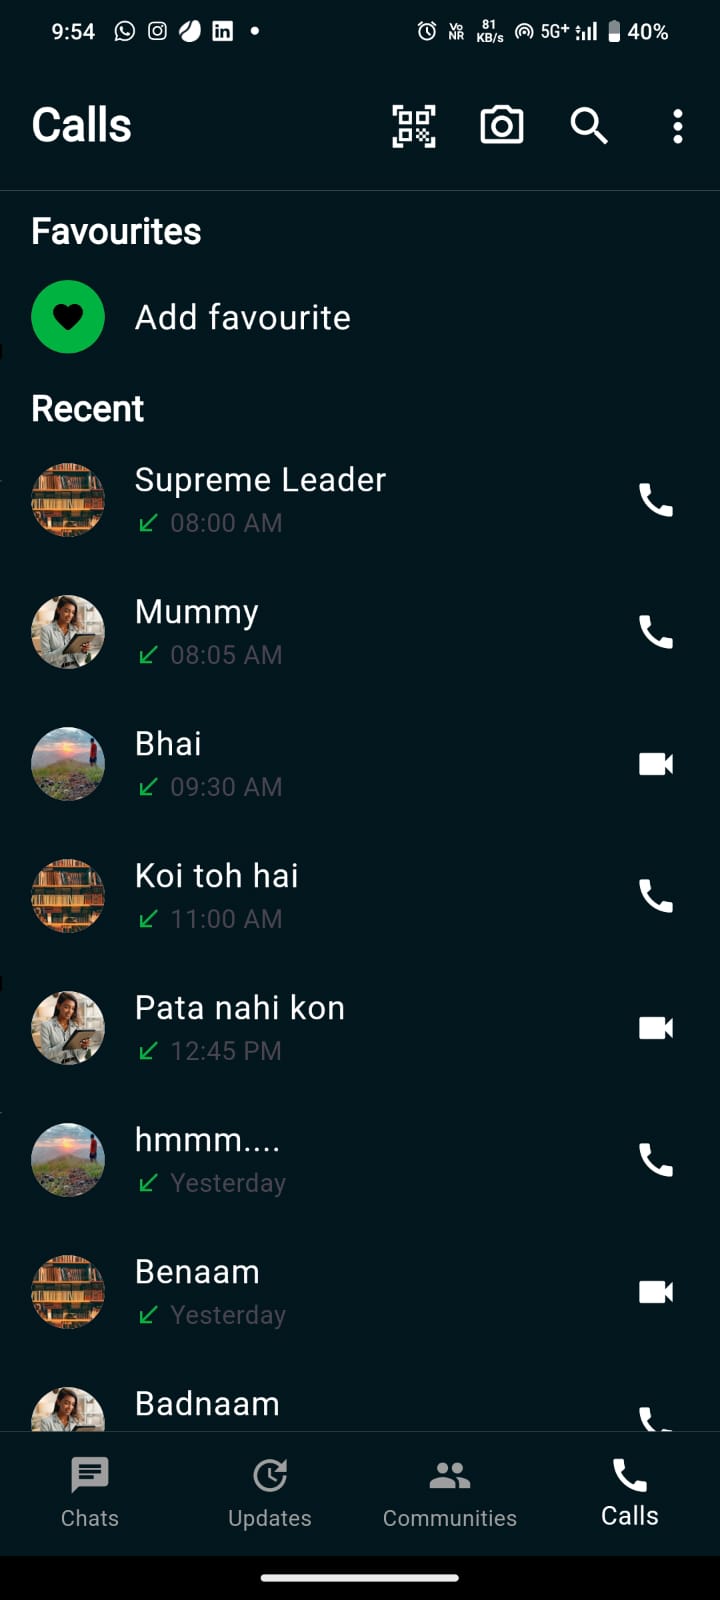 9:54 in VoNR 81 KB/s 5G+ 40%
Calls
Favourites
Add favourite
Recent
Supreme Leader
08:00 AM
Mummy
08:05 AM
Bhai
09:30 AM
Koi toh hai
11:00 AM
Pata nahi kon
12:45 PM
hmmm....
Yesterday
Benaam
Yesterday
Badnaam
Chats Updates Communities Calls